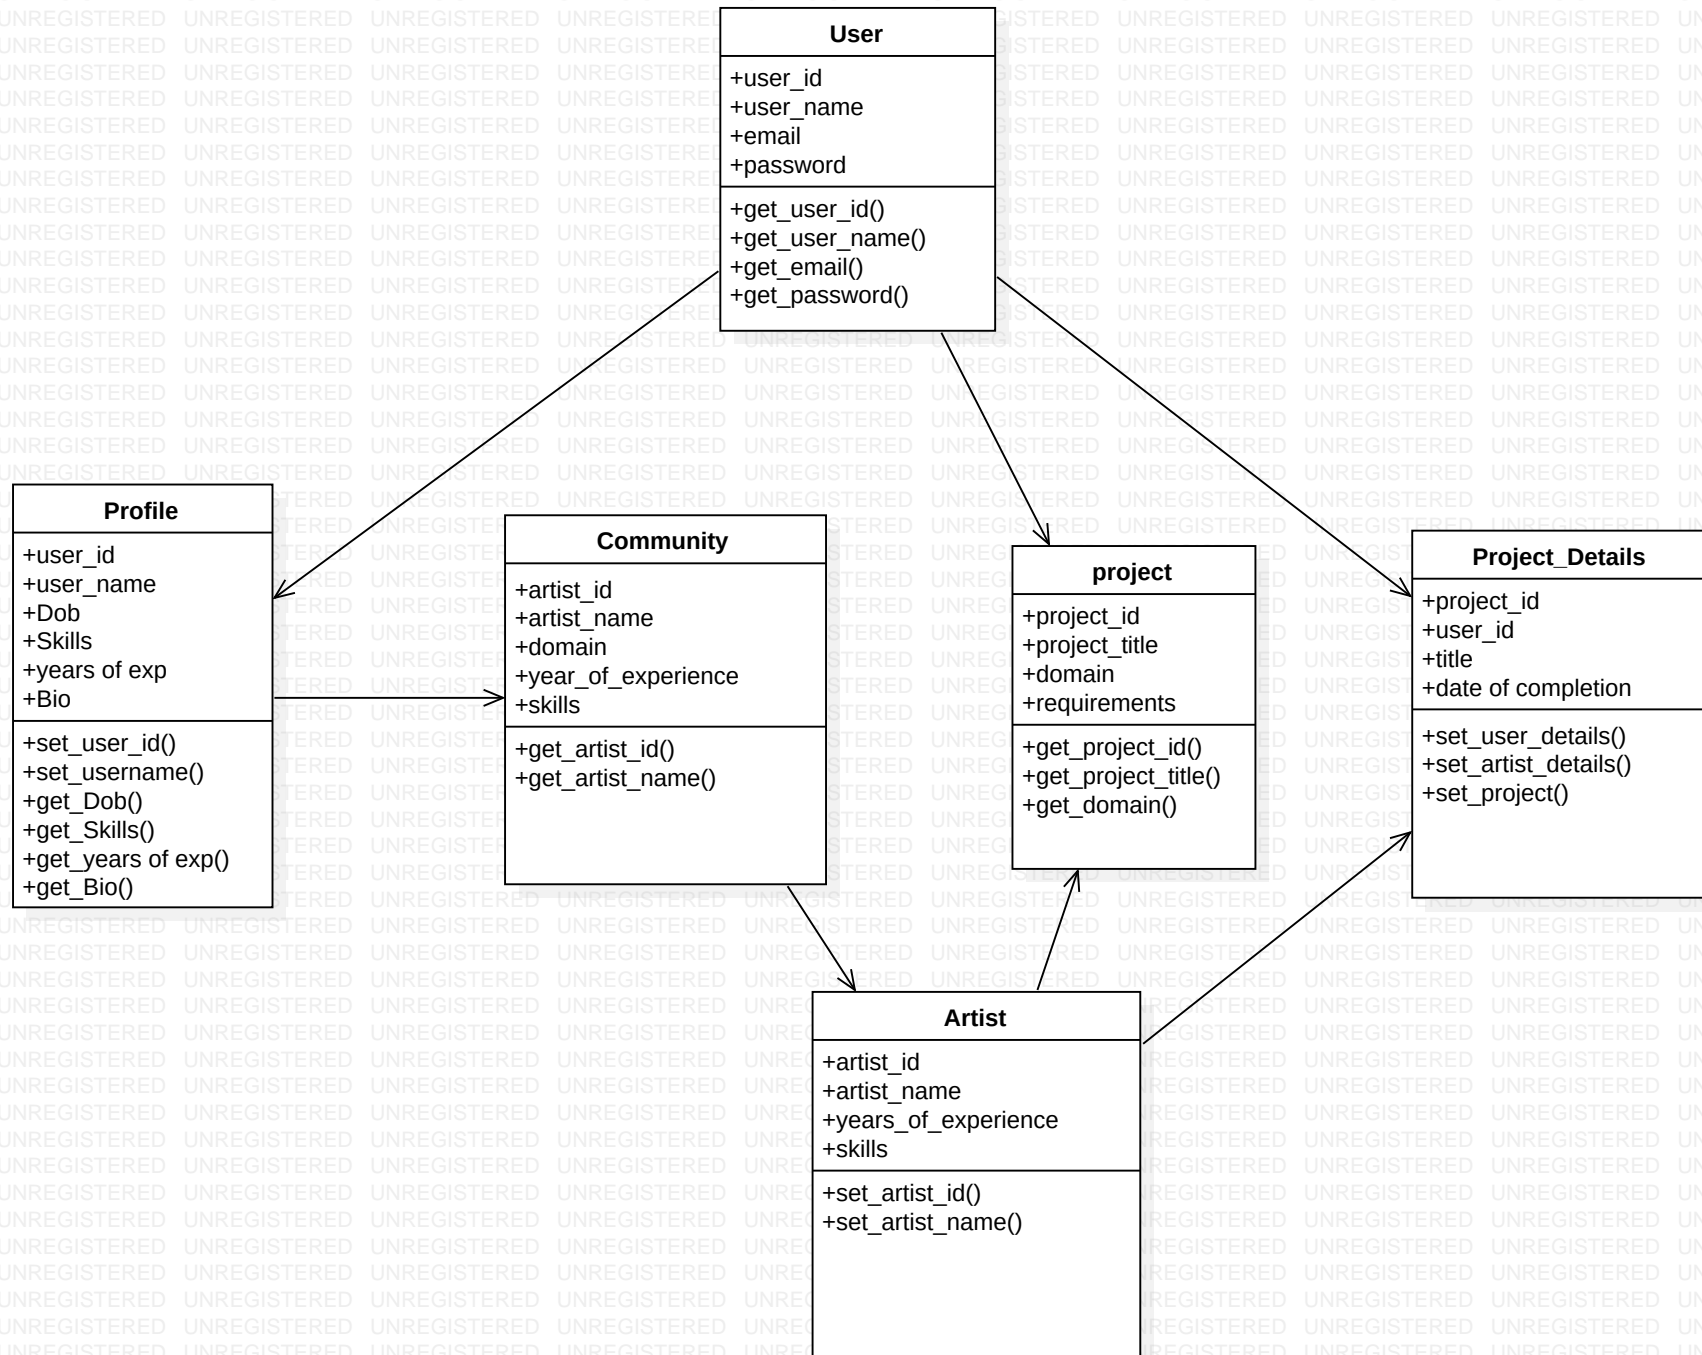 User
+user_id
+user_name
+email
+password
+get_user_id()
+get_user_name()
+get_email()
+get_password()
Profile
+user_id
+user_name
+Dob
+Skills
+years of exp
+Bio
+set_user_id()
+set_username()
+get_Dob()
+get_Skills()
+get_years of exp()
+get_Bio()
Community
+artist_id
+artist_name
+domain
+year_of_experience
+skills
+get_artist_id()
+get_artist_name()
project
+project_id
+project_title
+domain
+requirements
+get_project_id()
+get_project_title()
+get_domain()
Project_Details
+project_id
+user_id
+title
+date of completion
+set_user_details()
+set_artist_details()
+set_project()
Artist
+artist_id
+artist_name
+years_of_experience
+skills
+set_artist_id()
+set_artist_name()
UNREGISTERED